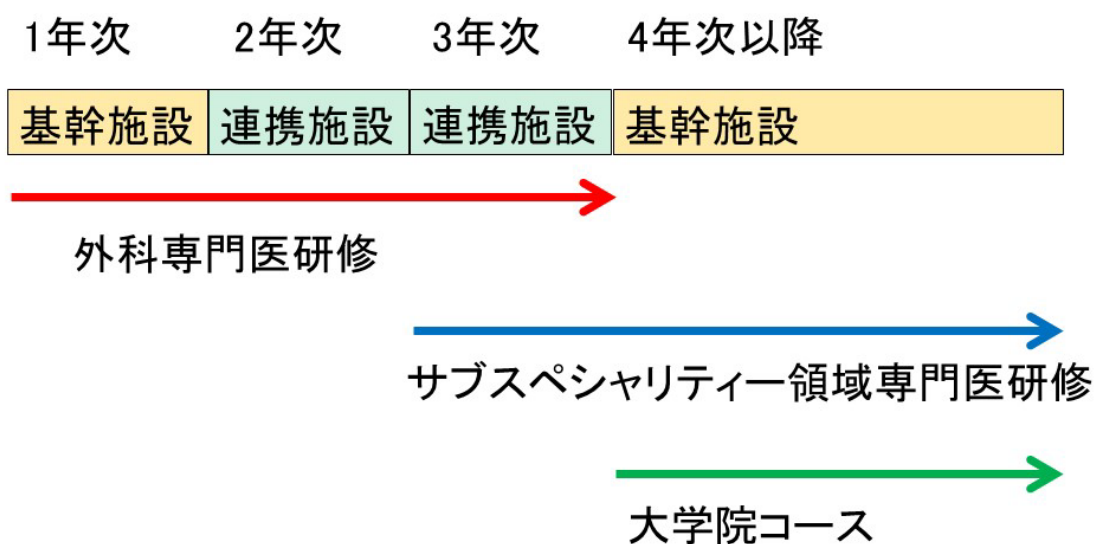 1年次 2年次 3年次 4年次以降
基幹施設 連携施設 連携施設 基幹施設
外科専門医研修
サブスペシャリティー領域専門医研修
大学院コース